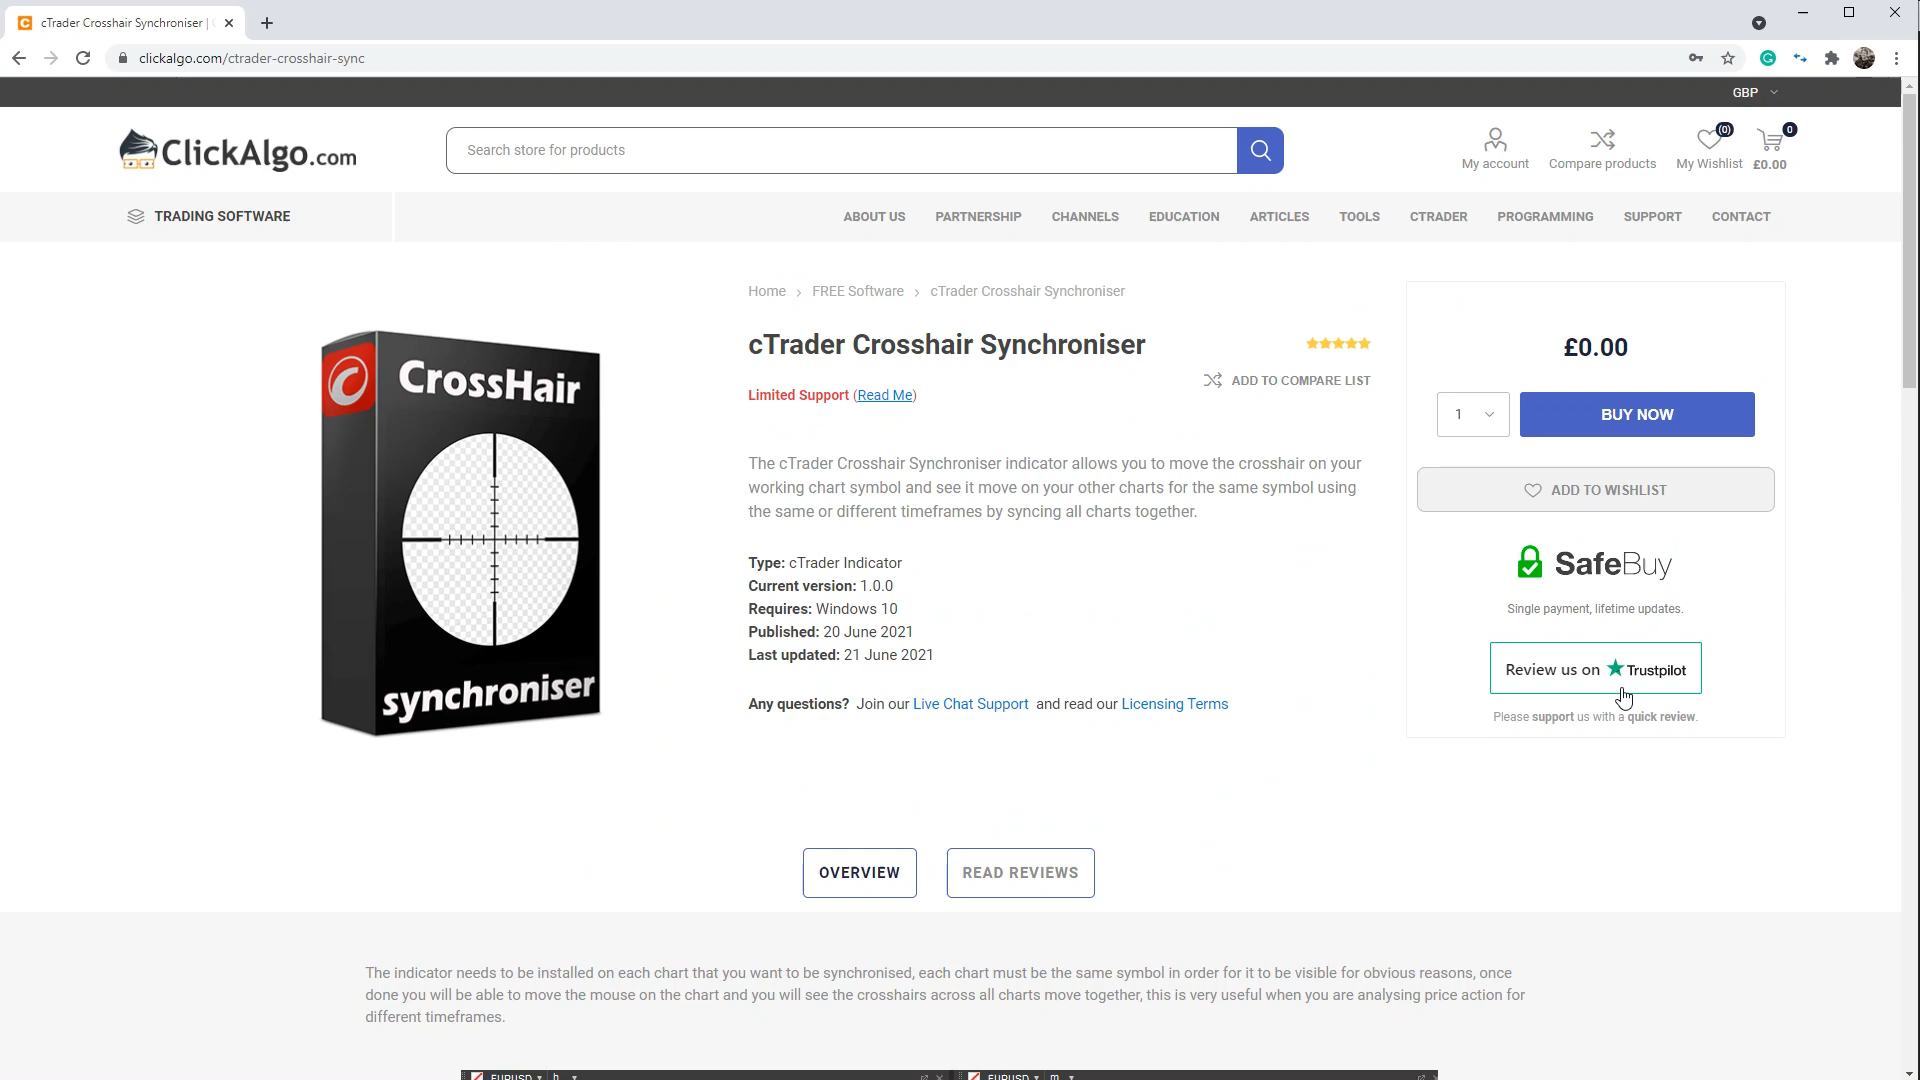 cTrader Crosshair Synchroniser |
clickalgo.com/ctrader-crosshair-sync
GBP
ClickAlgo.com
Search store for products
My account
Compare products
(0)
My Wishlist
0
£0.00
TRADING SOFTWARE
ABOUT US
PARTNERSHIP
CHANNELS
EDUCATION
ARTICLES
TOOLS
CTRADER
PROGRAMMING
SUPPORT
CONTACT
Home > FREE Software > cTrader Crosshair Synchroniser
cTrader Crosshair Synchroniser
ADD TO COMPARE LIST
Limited Support (Read Me)
The cTrader Crosshair Synchroniser indicator allows you to move the crosshair on your
working chart symbol and see it move on your other charts for the same symbol using
the same or different timeframes by syncing all charts together.
Type: cTrader Indicator
Current version: 1.0.0
Requires: Windows 10
Published: 20 June 2021
Last updated: 21 June 2021
Any questions? Join our Live Chat Support and read our Licensing Terms
CrossHair
synchroniser
£0.00
1
BUY NOW
ADD TO WISHLIST
SafeBuy
Single payment, lifetime updates.
Review us on Trustpilot
Please support us with a quick review.
OVERVIEW
READ REVIEWS
The indicator needs to be installed on each chart that you want to be synchronised, each chart must be the same symbol in order for it to be visible for obvious reasons, once
done you will be able to move the mouse on the chart and you will see the crosshairs across all charts move together, this is very useful when you are analysing price action for
different timeframes.
EURUSD h
EURUSD m